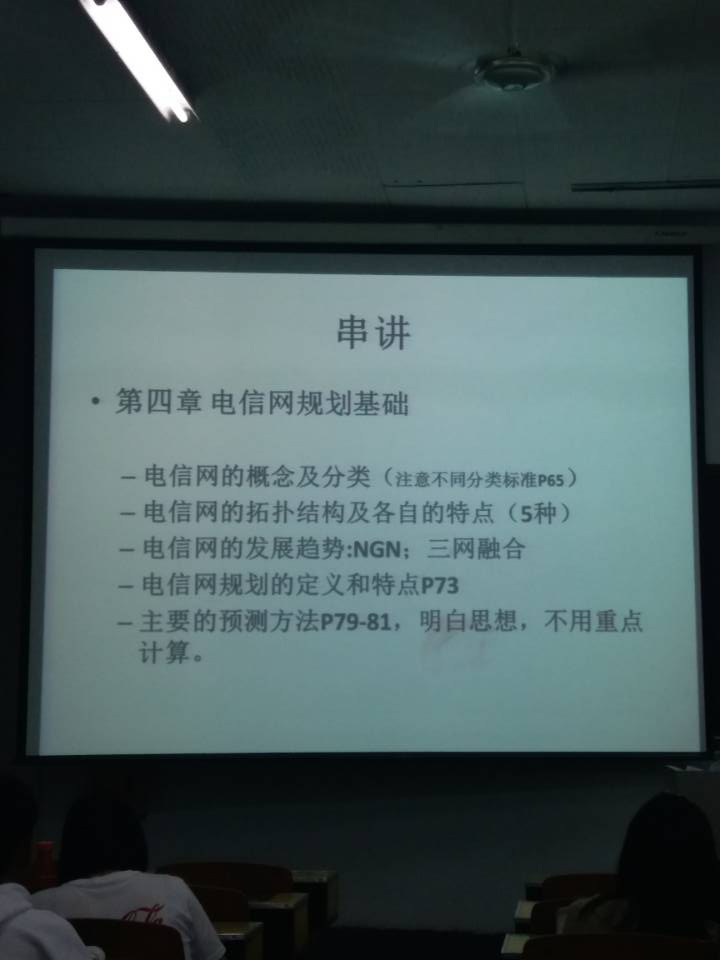 串讲
• 第四章 电信网规划基础
– 电信网的概念及分类（注意不同分类标准P65）
– 电信网的拓扑结构及各自的特点（5种）
– 电信网的发展趋势:NGN；三网融合
– 电信网规划的定义和特点P73
– 主要的预测方法P79-81，明白思想，不用重点
计算。